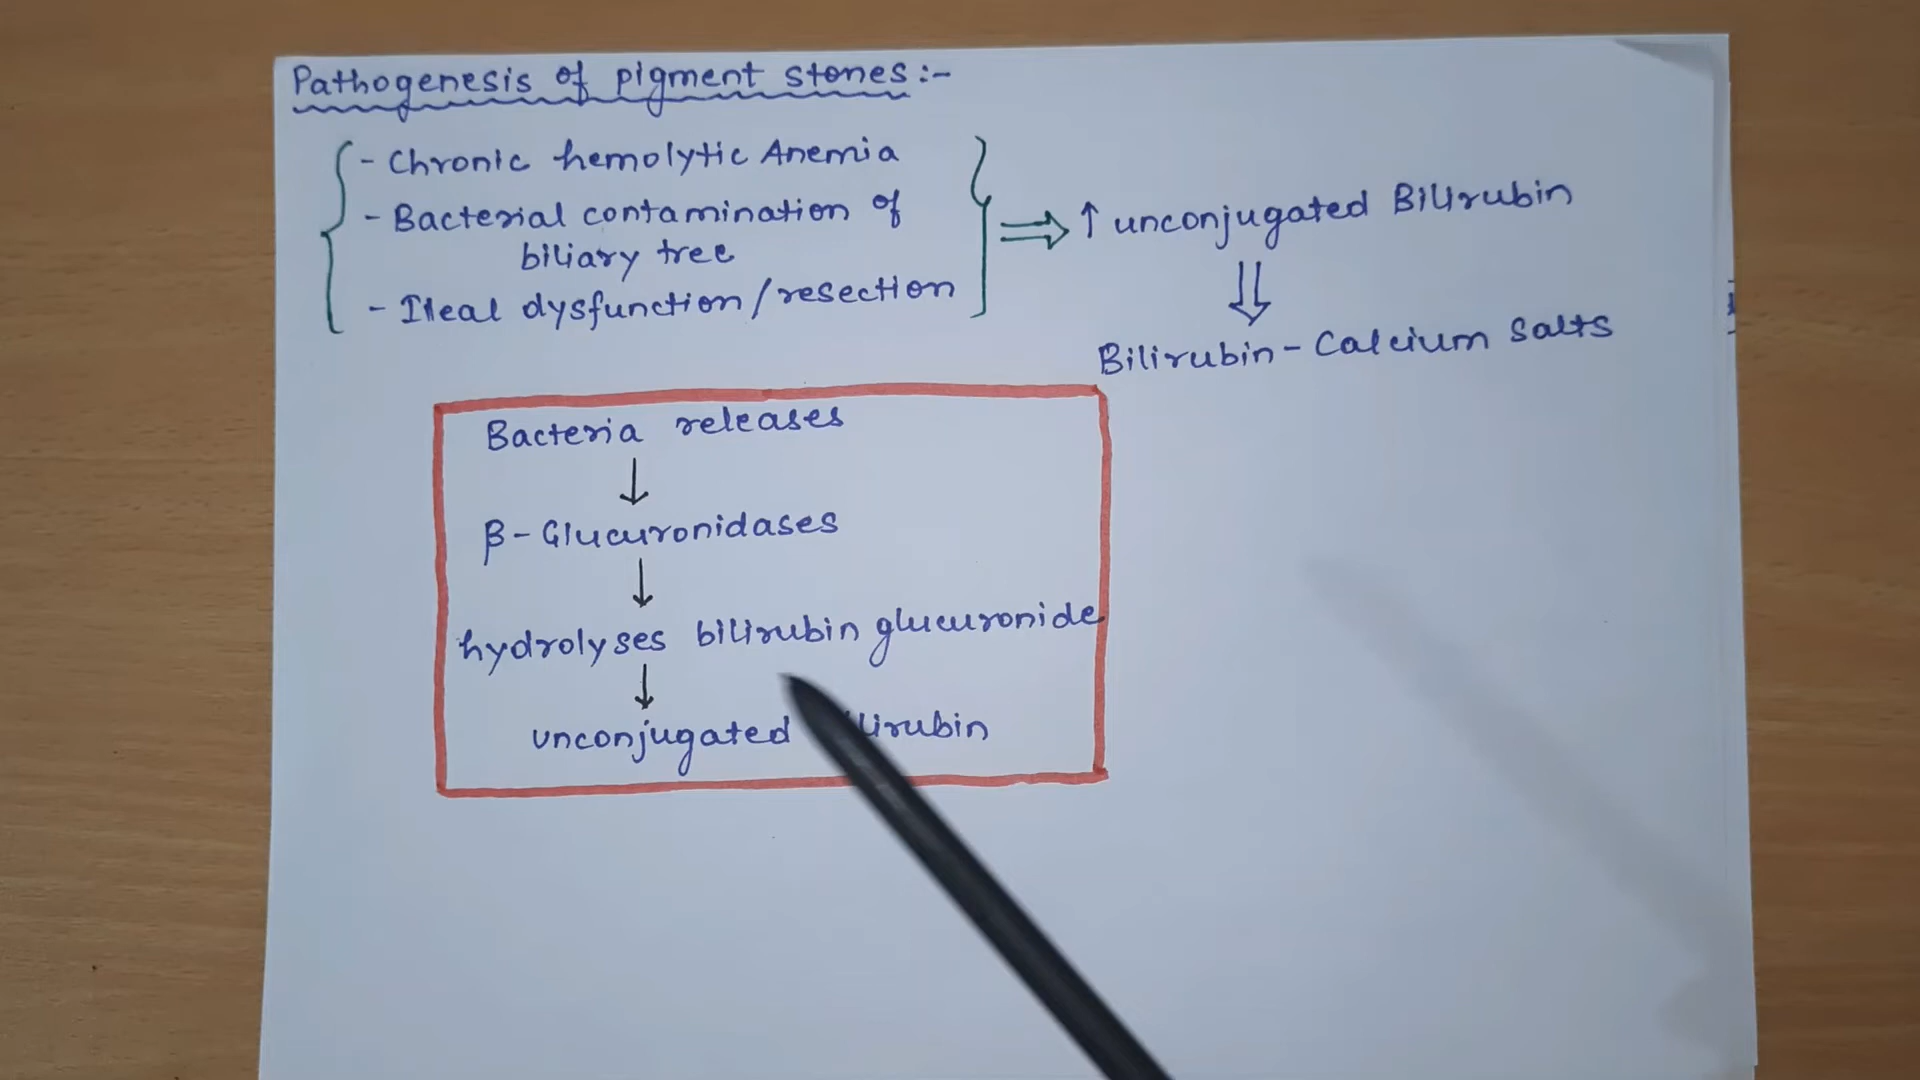 Pathogenesis of pigment stones:-
- Chronic hemolytic Anemia
- Bacterial contamination of
biliary tree
- Ileal dysfunction/resection
⇒ ↑ unconjugated Bilirubin
⇓
Bilirubin-Calcium Salts
Bacteria releases
↓
β-Glucuronidases
↓
hydrolyses bilirubin glucuronide
↓
unconjugated